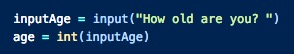 inputAge = input("How old are you? ")
age = int(inputAge)